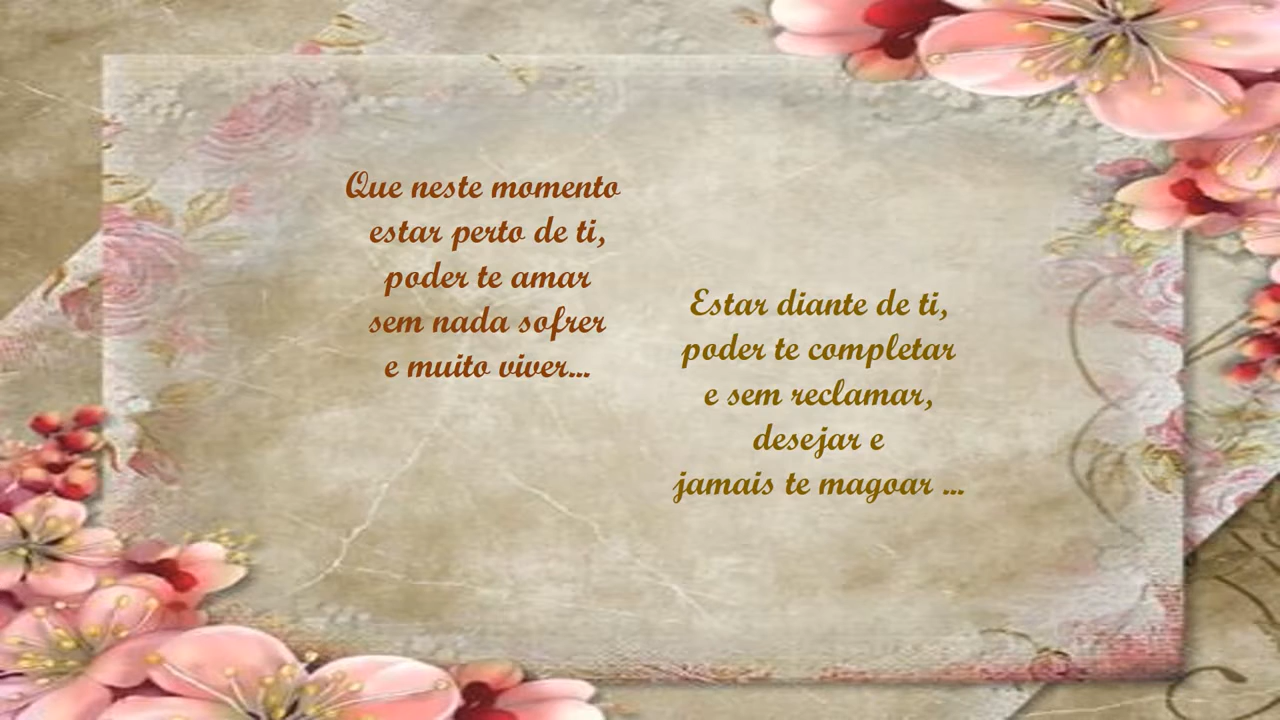 Que neste momento
estar perto de ti,
poder te amar
sem nada sofrer
e muito viver...
Estar diante de ti,
poder te completar
e sem reclamar,
desejar e
jamais te magoar ...